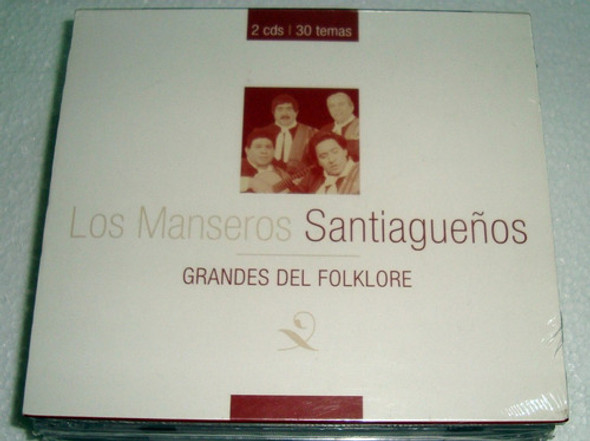 2 cds | 30 temas
Los Manseros Santiagueños
GRANDES DEL FOLKLORE